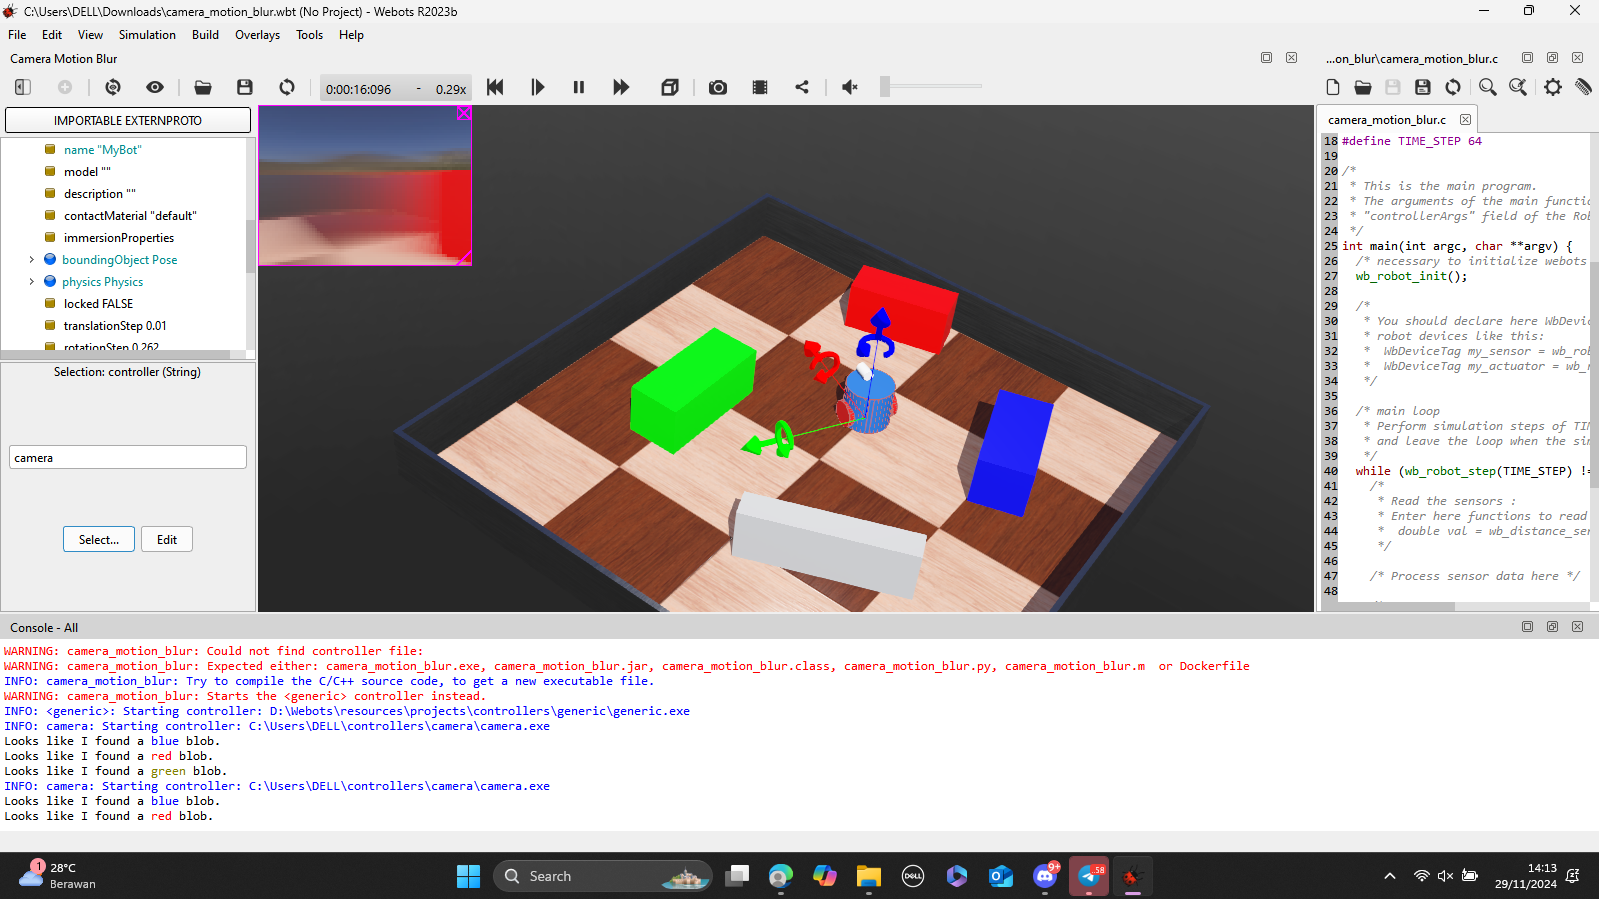 C:\Users\DELL\Downloads\camera_motion_blur.wbt (No Project) - Webots R2023b
File Edit View Simulation Build Overlays Tools Help
Camera Motion Blur
...on_blur\camera_motion_blur.c
0:00:16:096 - 0.29x
IMPORTABLE EXTERNPROTO
name "MyBot"
model ""
description ""
contactMaterial "default"
immersionProperties
boundingObject Pose
physics Physics
locked FALSE
translationStep 0.01
rotationStep 0.262
Selection: controller (String)
camera
Select... Edit
camera_motion_blur.c
18 #define TIME_STEP 64
19
20 /*
21 * This is the main program.
22 * The arguments of the main functio
23 * "controllerArgs" field of the Rob
24 */
25 int main(int argc, char **argv) {
26 /* necessary to initialize webots
27 wb_robot_init();
28
29 /*
30 * You should declare here WbDevic
31 * robot devices like this:
32 * WbDeviceTag my_sensor = wb_rob
33 * WbDeviceTag my_actuator = wb_r
34 */
35
36 /* main loop
37 * Perform simulation steps of TIM
38 * and leave the loop when the sim
39 */
40 while (wb_robot_step(TIME_STEP) !=
41 /*
42 * Read the sensors :
43 * Enter here functions to read
44 * double val = wb_distance_sen
45 */
46
47 /* Process sensor data here */
48
Console - All
WARNING: camera_motion_blur: Could not find controller file:
WARNING: camera_motion_blur: Expected either: camera_motion_blur.exe, camera_motion_blur.jar, camera_motion_blur.class, camera_motion_blur.py, camera_motion_blur.m or Dockerfile
INFO: camera_motion_blur: Try to compile the C/C++ source code, to get a new executable file.
WARNING: camera_motion_blur: Starts the <generic> controller instead.
INFO: <generic>: Starting controller: D:\Webots\resources\projects\controllers\generic\generic.exe
INFO: camera: Starting controller: C:\Users\DELL\controllers\camera\camera.exe
Looks like I found a blue blob.
Looks like I found a red blob.
Looks like I found a green blob.
INFO: camera: Starting controller: C:\Users\DELL\controllers\camera\camera.exe
Looks like I found a blue blob.
Looks like I found a red blob.
1
28°C
Berawan
Search
DELL
9+
58
14:13
29/11/2024